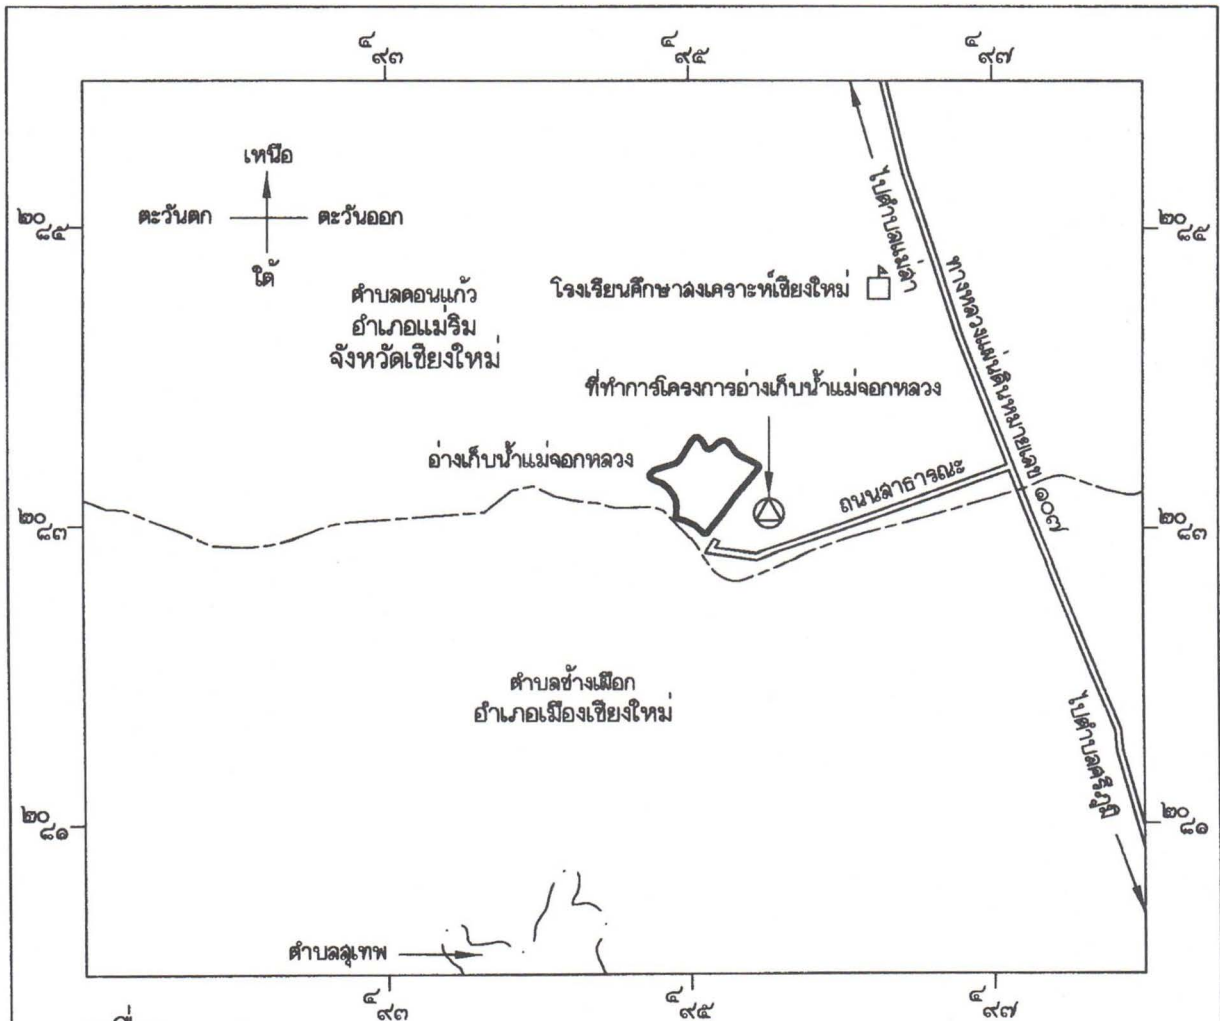 ๔
๙๓
๔
๙๕
๔
๙๗
เหนือ
ตะวันตก
ตะวันออก
ใต้
๒๐
๘๕
๒๐
๘๕
ไปตำบลแม่สา
ทางหลวงแผ่นดินหมายเลข ๑๐๗
โรงเรียนศึกษาสงเคราะห์เชียงใหม่
ตำบลดอนแก้ว
อำเภอแม่ริม
จังหวัดเชียงใหม่
ที่ทำการโครงการอ่างเก็บน้ำแม่จอกหลวง
อ่างเก็บน้ำแม่จอกหลวง
ถนนสาธารณะ
๒๐
๘๓
๒๐
๘๓
ตำบลช้างเผือก
อำเภอเมืองเชียงใหม่
ไปตำบลศรีภูมิ
๒๐
๘๑
๒๐
๘๑
ตำบลสุเทพ
๔
๙๓
๔
๙๕
๔
๙๗